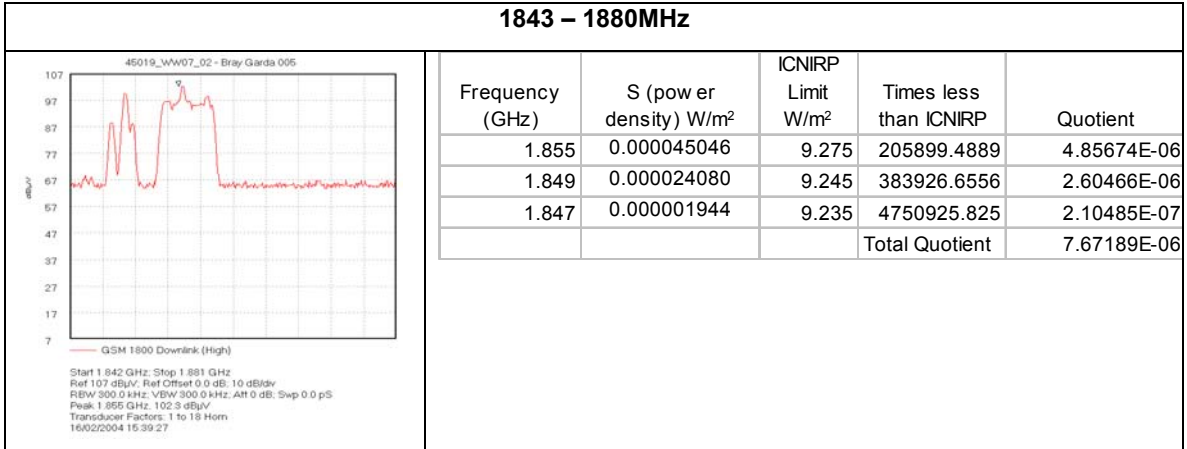 1843 – 1880MHz
45019_WW07_02 - Bray Garda 005
107
97
87
77
67
57
47
37
27
17
7
dBµV
GSM 1800 Downlink (High)
Start 1.842 GHz; Stop 1.881 GHz
Ref 107 dBµV; Ref Offset 0.0 dB; 10 dB/div
RBW 300.0 kHz; VBW 300.0 kHz; Att 0 dB; Swp 0.0 pS
Peak 1.855 GHz, 102.3 dBµV
Transducer Factors: 1 to 18 Horn
16/02/2004 15:39:27
Frequency (GHz) S (pow er density) W/m² ICNIRP Limit W/m² Times less than ICNIRP Quotient
1.855 0.000045046 9.275 205899.4889 4.85674E-06
1.849 0.000024080 9.245 383926.6556 2.60466E-06
1.847 0.000001944 9.235 4750925.825 2.10485E-07
Total Quotient 7.67189E-06